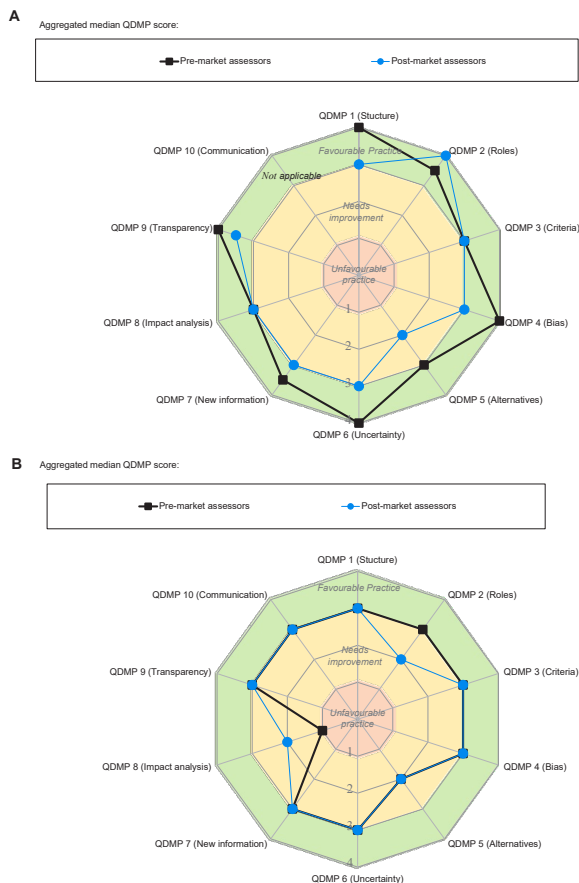 A
Aggregated median QDMP score:
Pre-market assessors
Post-market assessors
QDMP 1 (Stucture)
QDMP 10 (Communication)
Favourable Practice
QDMP 2 (Roles)
Not applicable
Needs
improvement
QDMP 9 (Transparency)
QDMP 3 (Criteria)
Unfavourable
practice
1
QDMP 8 (Impact analysis)
QDMP 4 (Bias)
2
3
QDMP 7 (New information)
QDMP 5 (Alternatives)
4
QDMP 6 (Uncertainty)
B
Aggregated median QDMP score:
Pre-market assessors
Post-market assessors
QDMP 1 (Stucture)
Favourable Practice
QDMP 10 (Communication)
QDMP 2 (Roles)
Needs
improvement
QDMP 9 (Transparency)
QDMP 3 (Criteria)
Unfavourable
practice
1
QDMP 8 (Impact analysis)
QDMP 4 (Bias)
2
3
QDMP 7 (New information)
QDMP 5 (Alternatives)
4
QDMP 6 (Uncertainty)